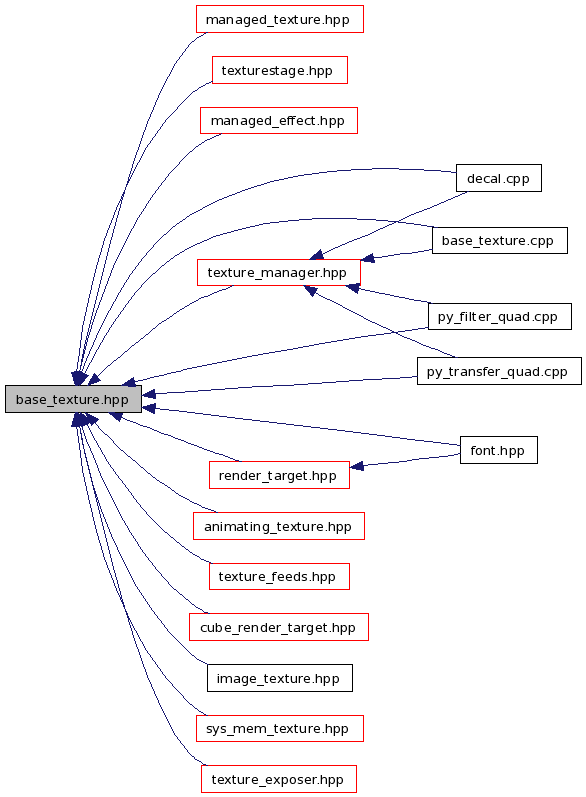 managed_texture.hpp
texturestage.hpp
managed_effect.hpp
decal.cpp
base_texture.cpp
texture_manager.hpp
py_filter_quad.cpp
py_transfer_quad.cpp
base_texture.hpp
font.hpp
render_target.hpp
animating_texture.hpp
texture_feeds.hpp
cube_render_target.hpp
image_texture.hpp
sys_mem_texture.hpp
texture_exposer.hpp